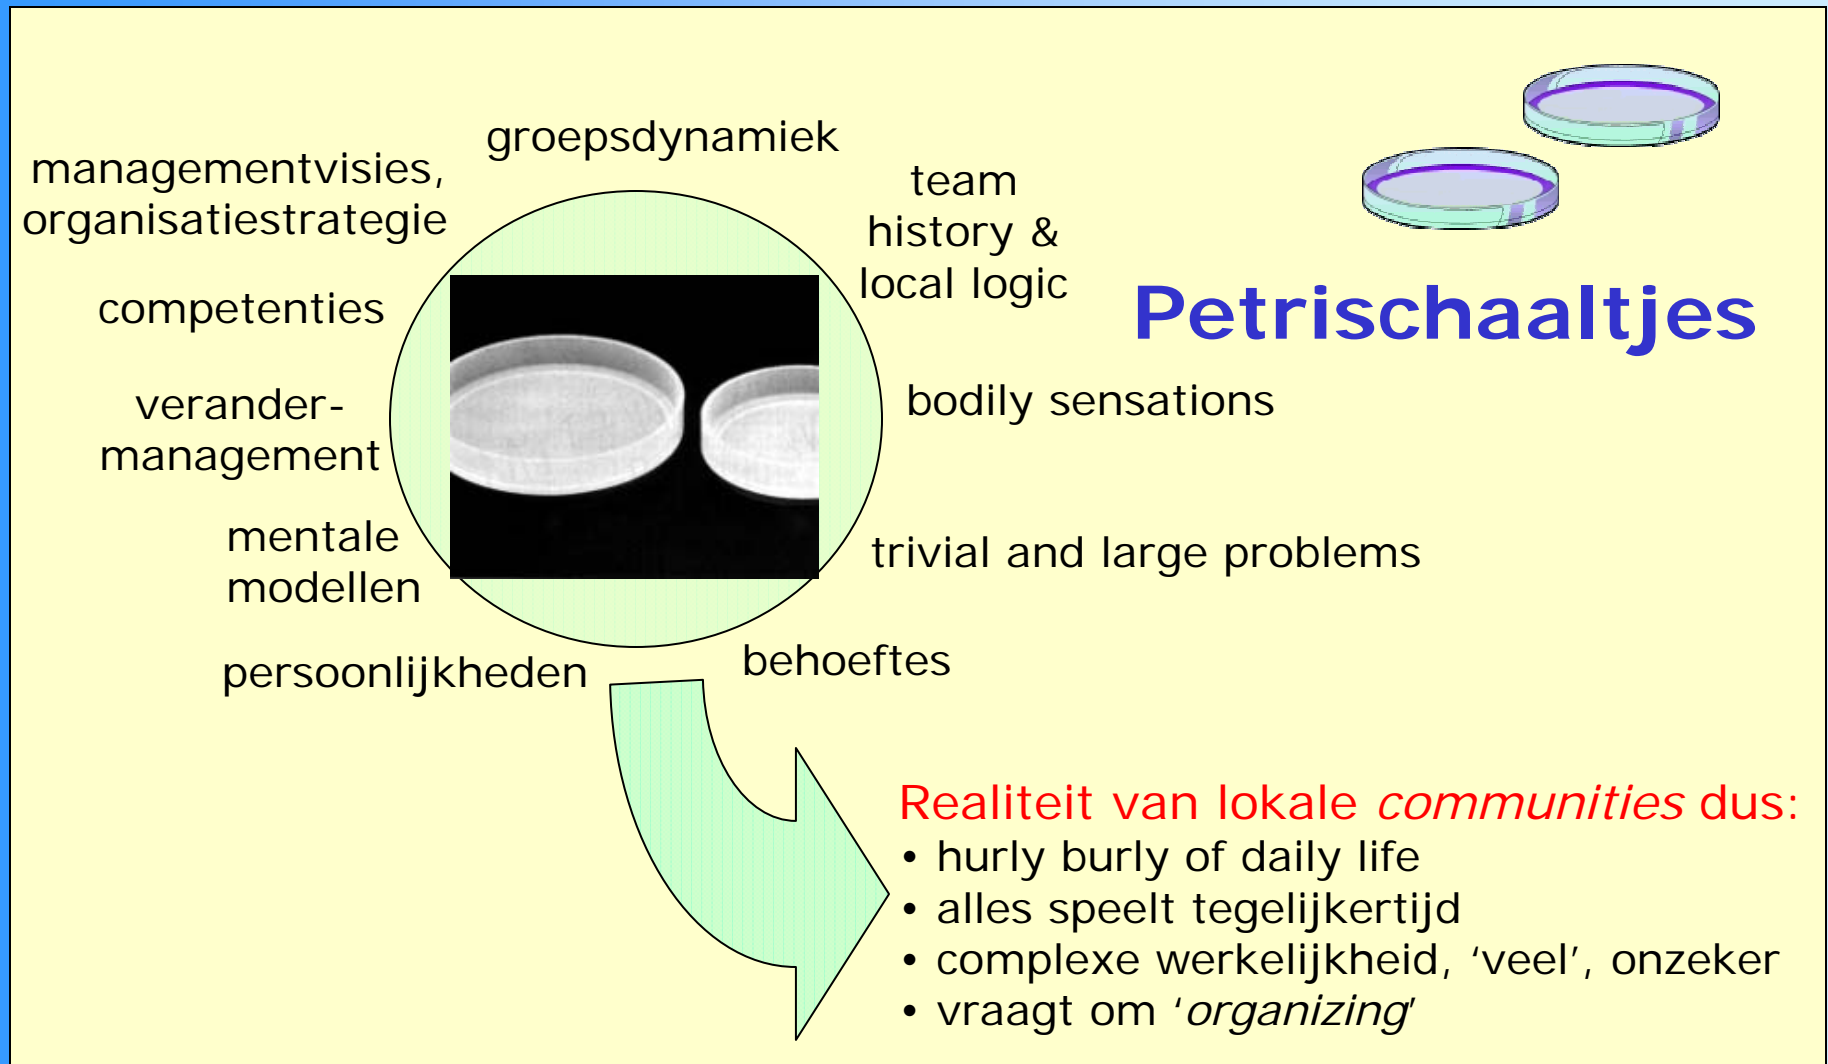 Petrischaaltjes
groepsdynamiek
managementvisies,
organisatiestrategie
team
history &
local logic
competenties
bodily sensations
verander-
management
trivial and large problems
mentale
modellen
behoeftes
persoonlijkheden
Realiteit van lokale communities dus:
• hurly burly of daily life
• alles speelt tegelijkertijd
• complexe werkelijkheid, ‘veel’, onzeker
• vraagt om ‘organizing’